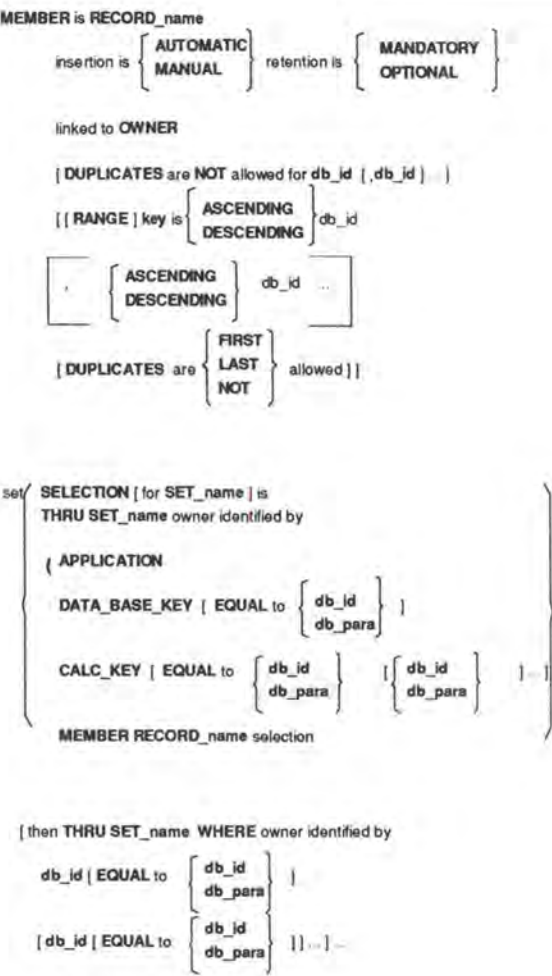 MEMBER is RECORD_name
insertion is { AUTOMATIC MANUAL } retention is { MANDATORY OPTIONAL }
linked to OWNER
[ DUPLICATES are NOT allowed for db_id [ ,db_id ] ... ]
[ [ RANGE ] key is { ASCENDING DESCENDING } db_id
[ , { ASCENDING DESCENDING } db_id ... ]
[ DUPLICATES are { FIRST LAST NOT } allowed ] ]
set ( SELECTION [ for SET_name ] is
THRU SET_name owner identified by
( APPLICATION
DATA_BASE_KEY [ EQUAL to { db_id db_para } ]
CALC_KEY [ EQUAL to { db_id db_para } [ { db_id db_para } ] ... ]
MEMBER RECORD_name selection )
[ then THRU SET_name WHERE owner identified by
db_id [ EQUAL to { db_id db_para } ]
[ db_id [ EQUAL to { db_id db_para } ] ] ... ] ...